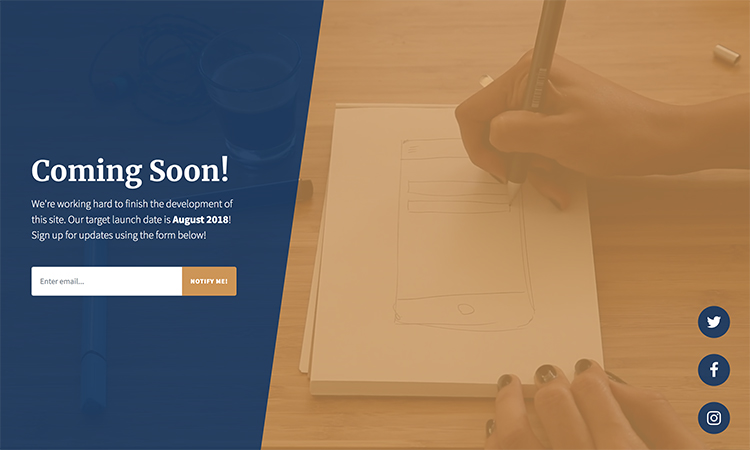 Coming Soon!
We're working hard to finish the development of
this site. Our target launch date is August 2018!
Sign up for updates using the form below!
Enter email...
NOTIFY ME!